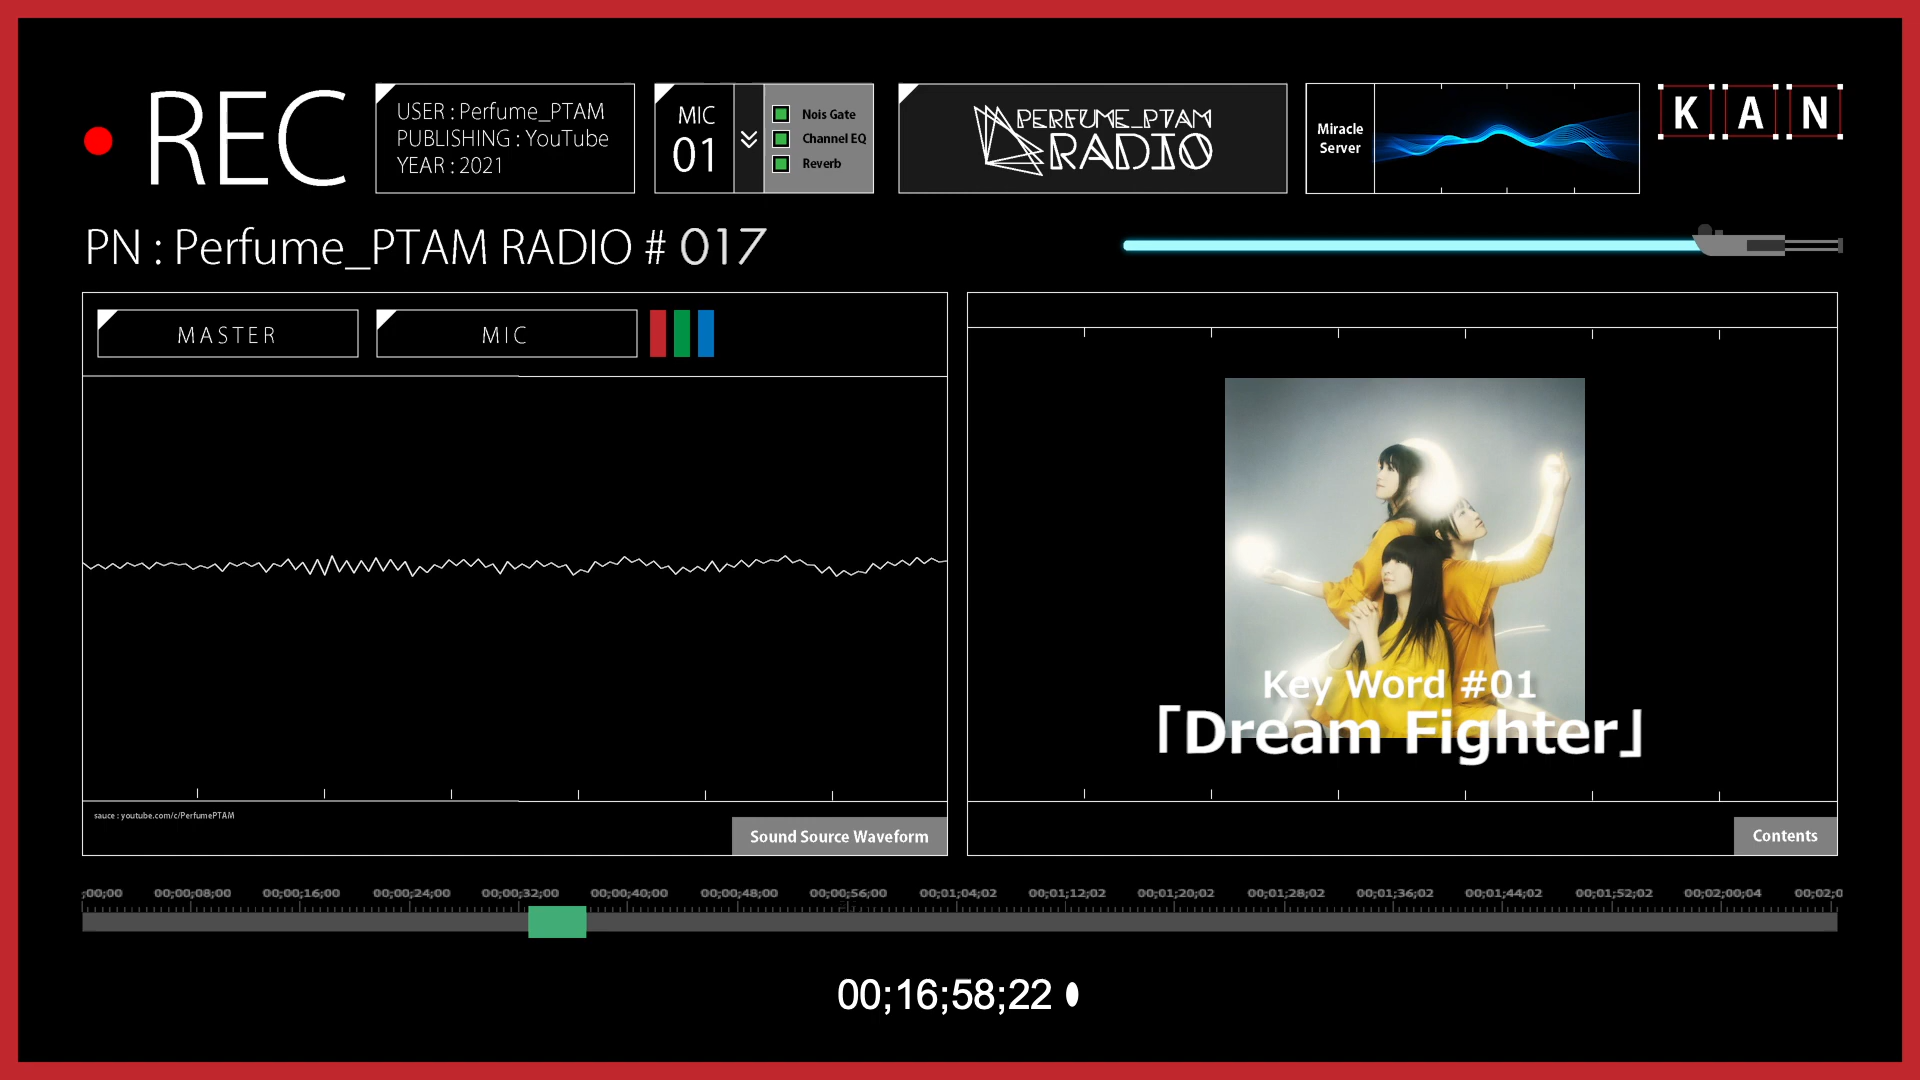 REC
USER : Perfume_PTAM
PUBLISHING : YouTube
YEAR : 2021
MIC
01
Nois Gate
Channel EQ
Reverb
PERFUME_PTAM
RADIO
Miracle
Server
K A N
PN : Perfume_PTAM RADIO # 017
MASTER
MIC
Key Word #01
「Dream Fighter」
sauce : youtube.com/c/PerfumePTAM
Sound Source Waveform
Contents
;00;00 00;00;08;00 00;00;16;00 00;00;24;00 00;00;32;00 00;00;40;00 00;00;48;00 00;00;56;00 00;01;04;02 00;01;12;02 00;01;20;02 00;01;28;02 00;01;36;02 00;01;44;02 00;01;52;02 00;02;00;04 00;02;0
00;16;58;22